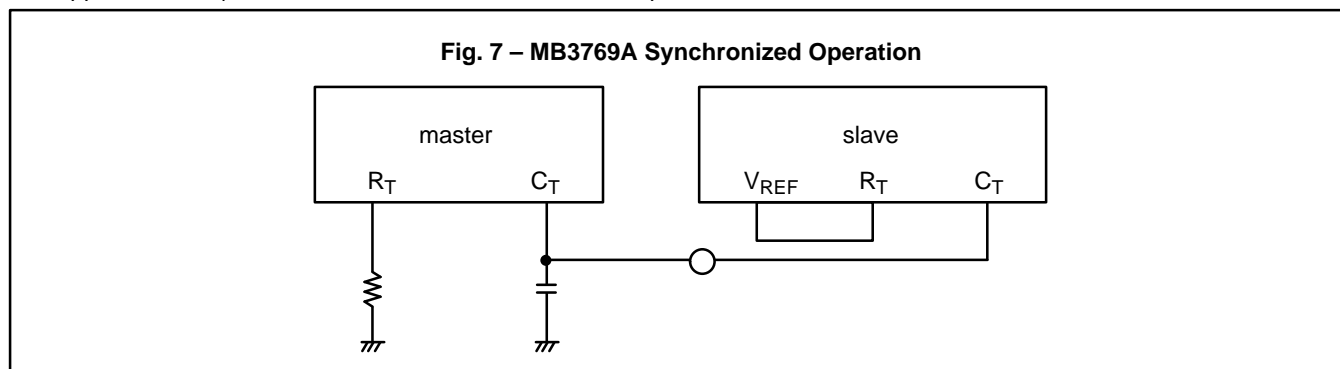 Fig. 7 – MB3769A Synchronized Operation
master slave
RT CT VREF RT CT